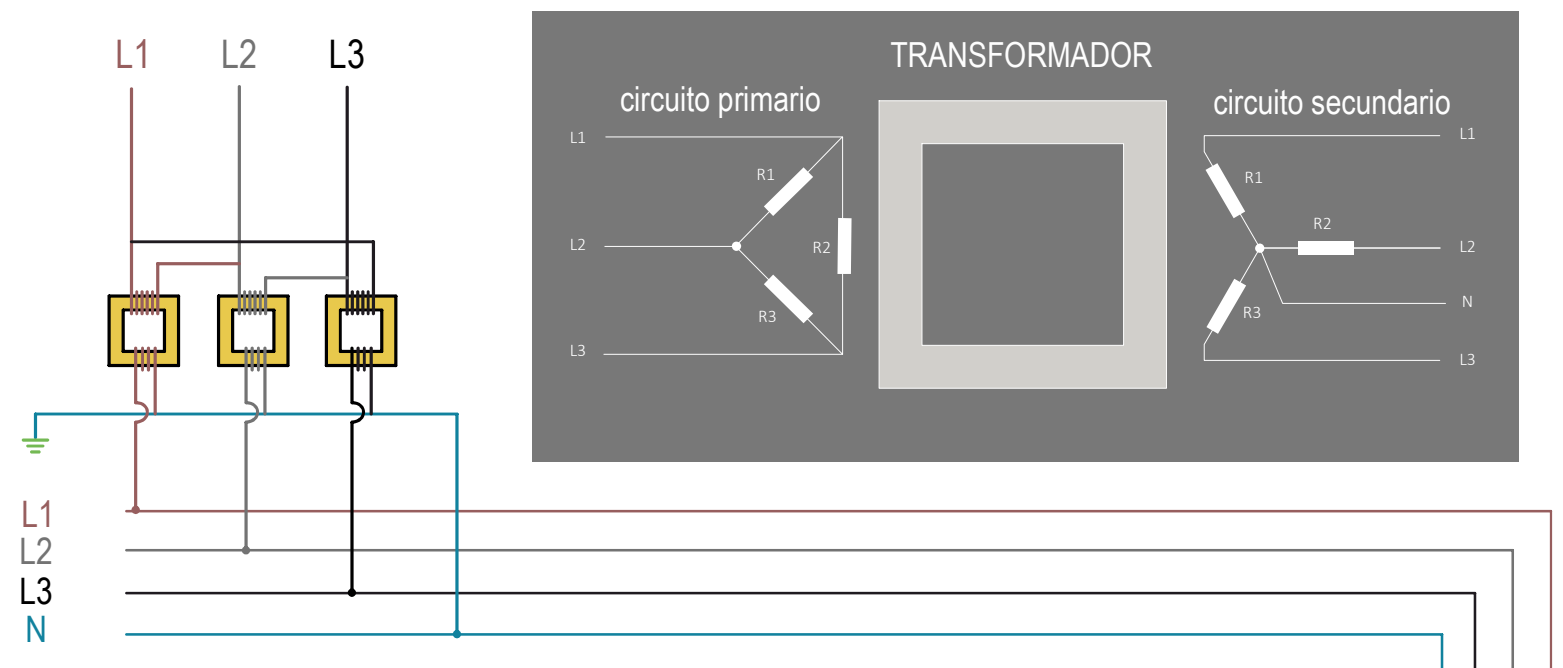 L1 L2 L3
TRANSFORMADOR
circuito primario
L1
R1
L2
R2
R3
L3
circuito secundario
L1
R1
R2
L2
N
R3
L3
L1
L2
L3
N